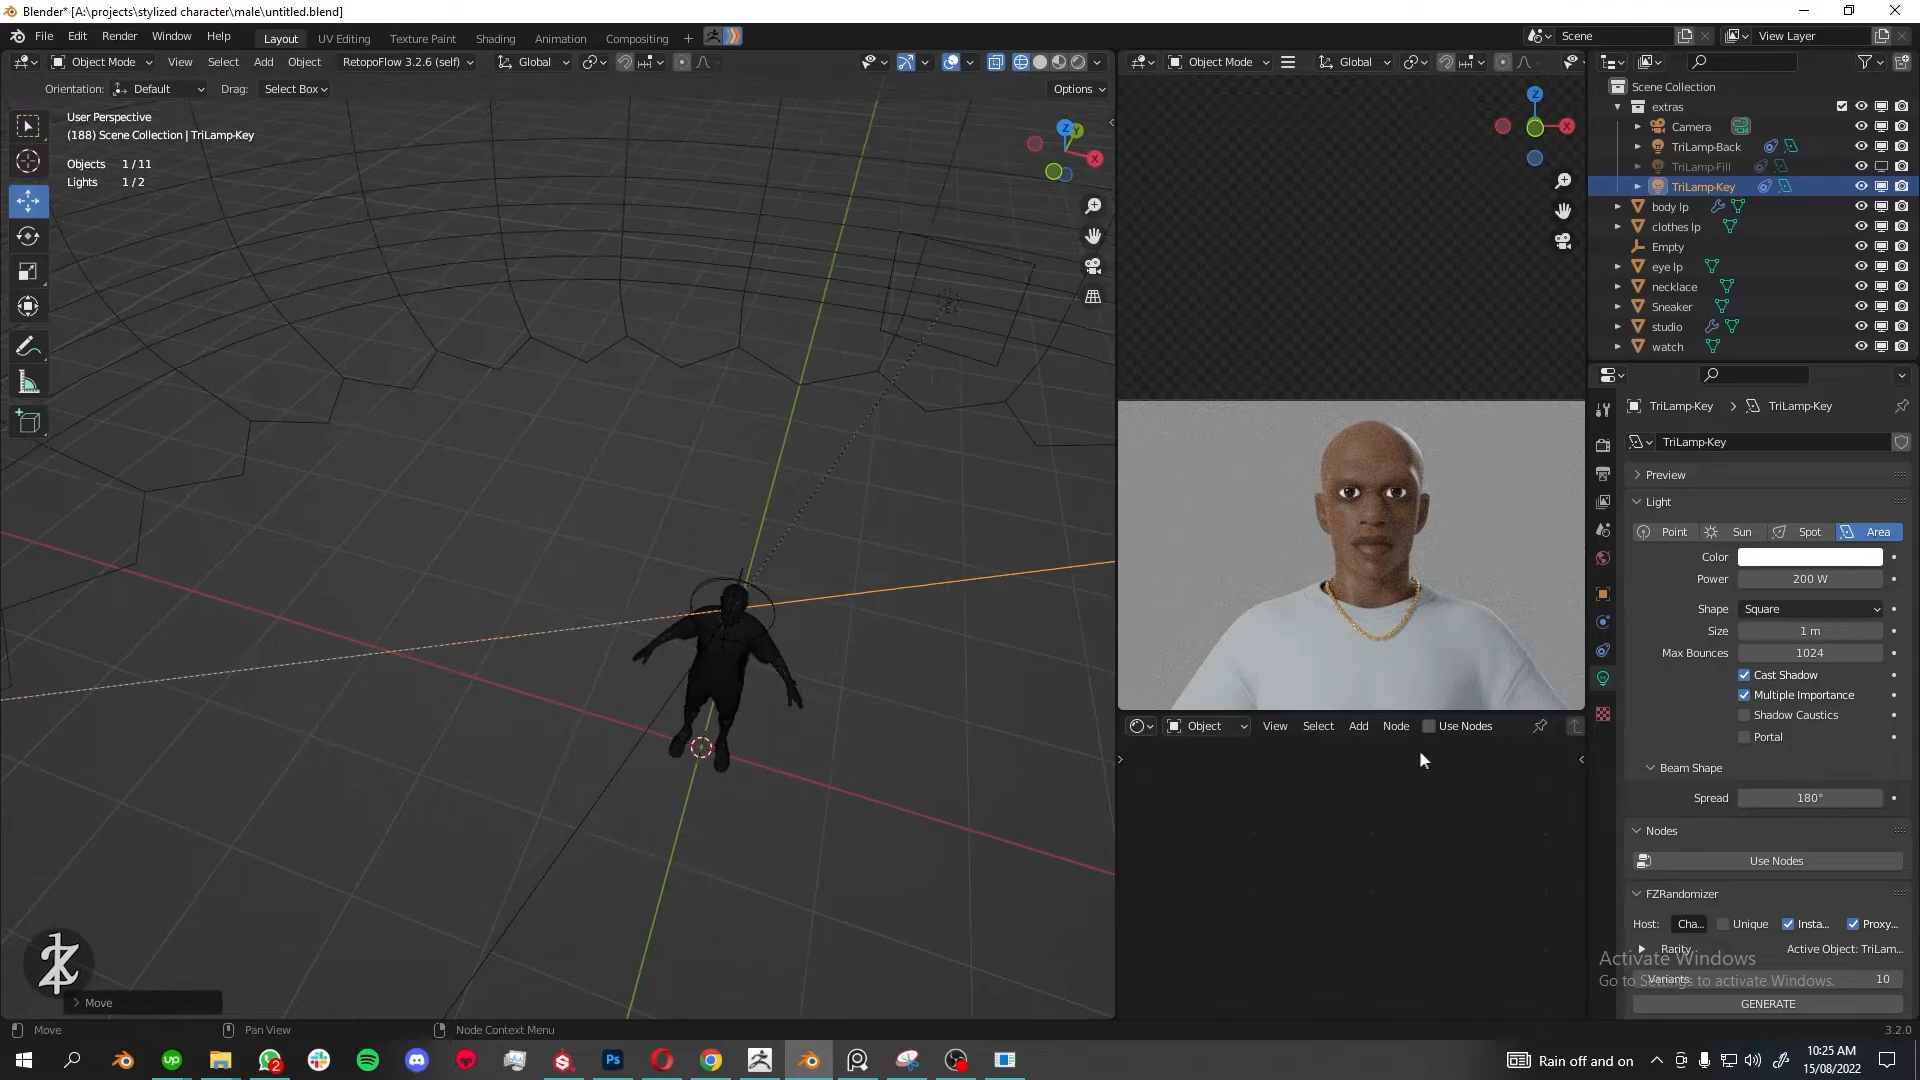 Blender* [A:\projects\stylized character\male\untitled.blend]
File Edit Render Window Help Layout UV Editing Texture Paint Shading Animation Compositing + Scene View Layer
Object Mode View Select Add Object RetopoFlow 3.2.6 (self) Global Object Mode Global
Orientation: Default Drag: Select Box Options
User Perspective
(188) Scene Collection | TriLamp-Key
Objects 1/11
Lights 1/2
Z
Y
X
Z
X
Scene Collection
extras
Camera
TriLamp-Back
TriLamp-Fill
TriLamp-Key
body lp
clothes lp
Empty
eye lp
necklace
Sneaker
studio
watch
TriLamp-Key > TriLamp-Key
TriLamp-Key
Preview
Light
Point Sun Spot Area
Color
Power 200 W
Shape Square
Size 1 m
Max Bounces 1024
Cast Shadow
Multiple Importance
Shadow Caustics
Portal
Beam Shape
Spread 180°
Nodes
Use Nodes
FZRandomizer
Host: Cha... Unique Insta... Proxy...
Rarity Active Object: TriLam...
Variants 10
GENERATE
Activate Windows
Go to Settings to activate Windows.
Object View Select Add Node Use Nodes
Move
Move Pan View Node Context Menu 3.2.0
up 2 Ps Rain off and on 10:25 AM
15/08/2022